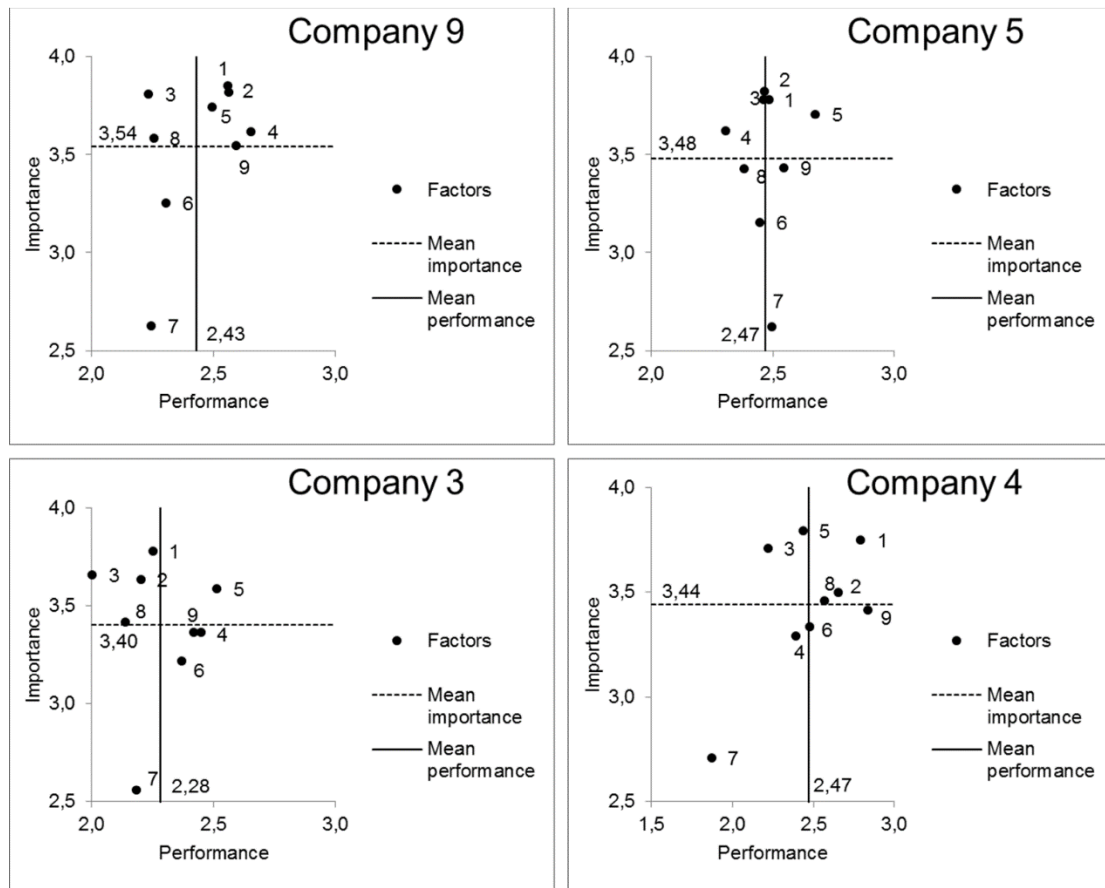 Company 9
4,0
3,5
3,0
2,5
2,0
2,5
3,0
Importance
Performance
1
2
3
5
4
3,54
8
9
6
7
2,43
Factors
Mean
importance
Mean
performance
Company 5
4,0
3,5
3,0
2,5
2,0
2,5
3,0
Importance
Performance
2
3
1
5
4
3,48
8
9
6
7
2,47
Factors
Mean
importance
Mean
performance
Company 3
4,0
3,5
3,0
2,5
2,0
2,5
3,0
Importance
Performance
1
3
2
5
8
9
3,40
4
6
7
2,28
Factors
Mean
importance
Mean
performance
Company 4
4,0
3,5
3,0
2,5
1,5
2,0
2,5
3,0
Importance
Performance
5
1
3
8
2
3,44
9
6
4
7
2,47
Factors
Mean
importance
Mean
performance